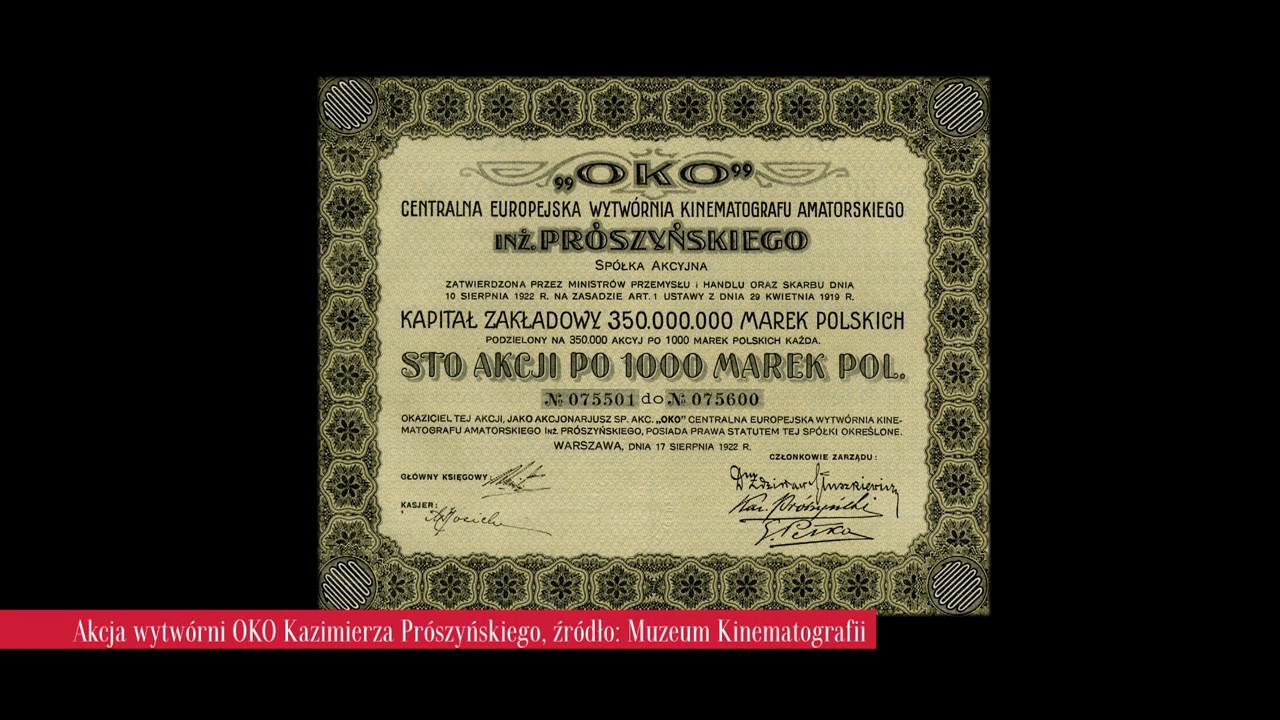 „OKO”
CENTRALNA EUROPEJSKA WYTWÓRNIA KINEMATOGRAFU AMATORSKIEGO
INŻ. PRÓSZYŃSKIEGO
SPÓŁKA AKCYJNA
ZATWIERDZONA PRZEZ MINISTRÓW PRZEMYSŁU i HANDLU ORAZ SKARBU DNIA
10 SIERPNIA 1922 R. NA ZASADZIE ART. 1 USTAWY Z DNIA 29 KWIETNIA 1919 R.
KAPITAŁ ZAKŁADOWY 350.000.000 MAREK POLSKICH
PODZIELONY NA 350.000 AKCYJ PO 1000 MAREK POLSKICH KAŻDA.
STO AKCJI PO 1000 MAREK POL.
№ 075501 do № 075600
OKAZICIEL TEJ AKCJI, JAKO AKCJONARJUSZ SP. AKC. „OKO” CENTRALNA EUROPEJSKA WYTWÓRNIA KINE-
MATOGRAFU AMATORSKIEGO INŻ. PRÓSZYŃSKIEGO, POSIADA PRAWA STATUTEM TEJ SPÓŁKI OKREŚLONE.
WARSZAWA, DNIA 17 SIERPNIA 1922 R.
CZŁONKOWIE ZARZĄDU:
GŁÓWNY KSIĘGOWY:
Kaz. Prószyński
KASJER:
Akcja wytwórni OKO Kazimierza Prószyńskiego, źródło: Muzeum Kinematografii